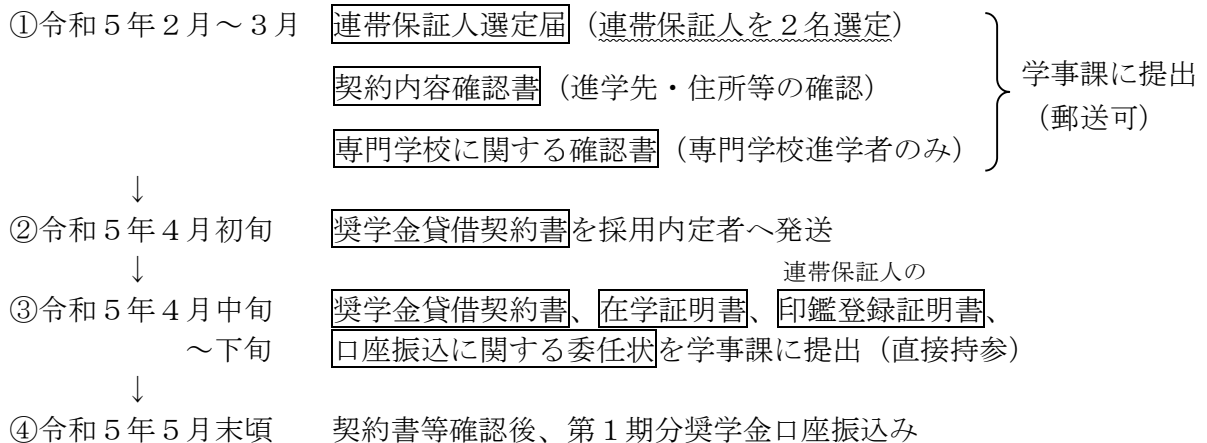 ①令和５年２月～３月　連帯保証人選定届（連帯保証人を２名選定）
契約内容確認書（進学先・住所等の確認）
専門学校に関する確認書（専門学校進学者のみ）
学事課に提出
（郵送可）
↓
②令和５年４月初旬　奨学金貸借契約書を採用内定者へ発送
↓
連帯保証人の
③令和５年４月中旬　奨学金貸借契約書、在学証明書、印鑑登録証明書、
～下旬　口座振込に関する委任状を学事課に提出（直接持参）
↓
④令和５年５月末頃　契約書等確認後、第１期分奨学金口座振込み